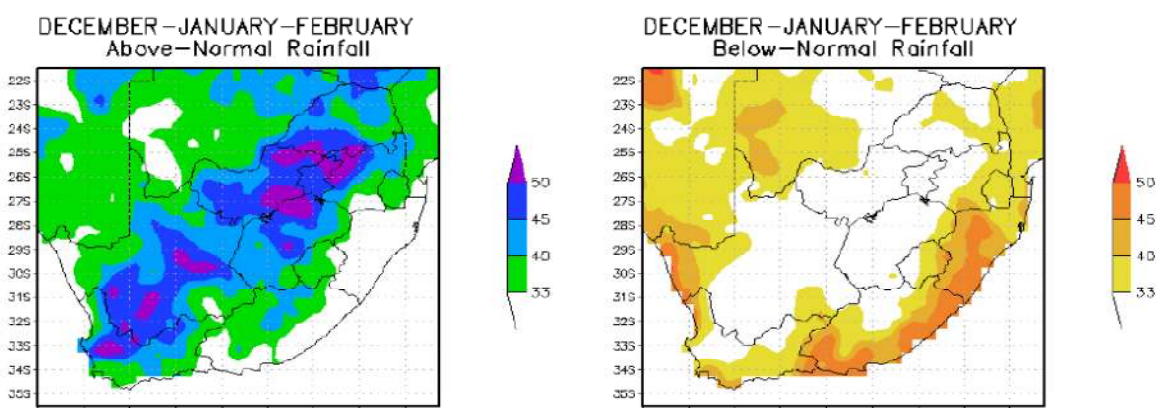 DECEMBER-JANUARY-FEBRUARY
Above-Normal Rainfall
22S
23S
24S
25S
26S
27S
28S
29S
30S
31S
32S
33S
34S
35S
50
45
40
33
DECEMBER-JANUARY-FEBRUARY
Below-Normal Rainfall
22S
23S
24S
25S
26S
27S
28S
29S
30S
31S
32S
33S
34S
35S
50
45
40
33